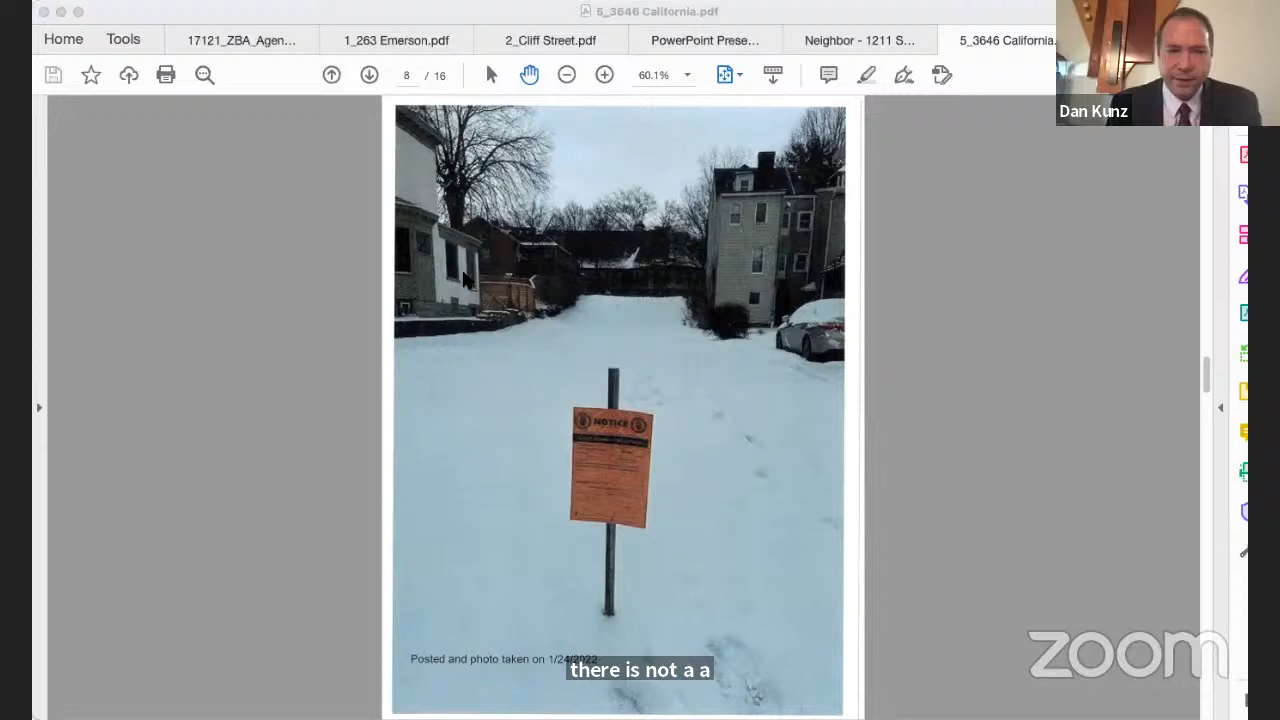 5_3646 California.pdf
Home
Tools
17121_ZBA_Agen...
1_263 Emerson.pdf
2_Cliff Street.pdf
PowerPoint Prese...
Neighbor - 1211 S...
5_3646 California.
8 / 16
60.1%
Dan Kunz
NOTICE
Posted and photo taken on 1/24/2022
there is not a a
zoom